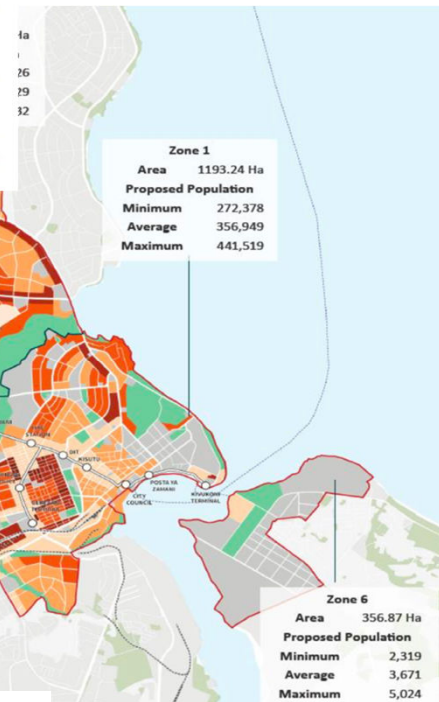 Ha
26
29
32
Zone 1
Area 1193.24 Ha
Proposed Population
Minimum 272,378
Average 356,949
Maximum 441,519
DIT
KISUTU
POSTA YA
ZAMANI
CITY
COUNCIL
KIVUKONI
TERMINAL
Zone 6
Area 356.87 Ha
Proposed Population
Minimum 2,319
Average 3,671
Maximum 5,024